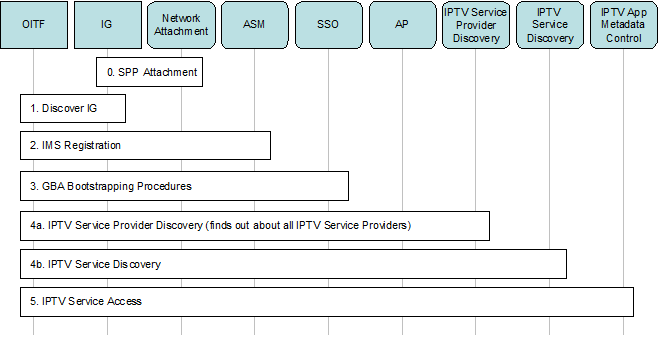 OITF
IG
Network
Attachment
ASM
SSO
AP
IPTV Service
Provider
Discovery
IPTV
Service
Discovery
IPTV App
Metadata
Control
0. SPP Attachment
1. Discover IG
2. IMS Registration
3. GBA Bootstrapping Procedures
4a. IPTV Service Provider Discovery (finds out about all IPTV Service Providers)
4b. IPTV Service Discovery
5. IPTV Service Access